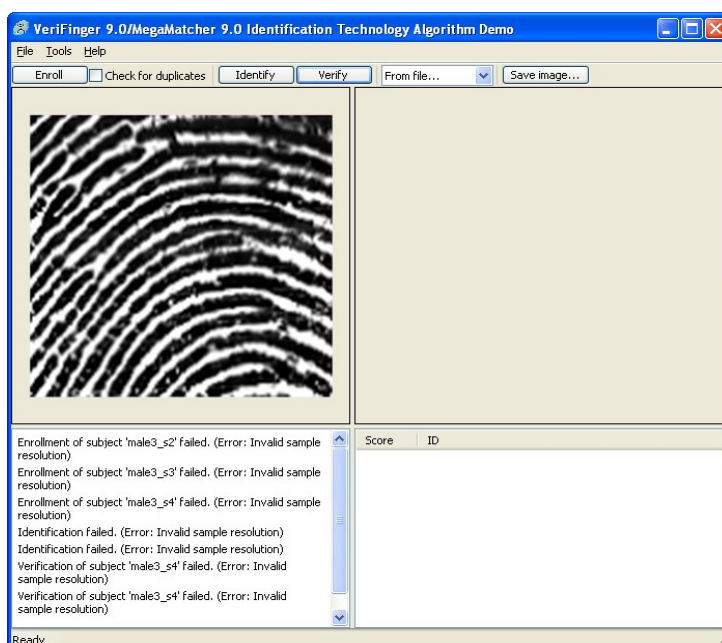 VeriFinger 9.0/MegaMatcher 9.0 Identification Technology Algorithm Demo
File Tools Help
Enroll Check for duplicates Identify Verify From file... Save image...
Enrollment of subject 'male3_s2' failed. (Error: Invalid sample
resolution)
Enrollment of subject 'male3_s3' failed. (Error: Invalid sample
resolution)
Enrollment of subject 'male3_s4' failed. (Error: Invalid sample
resolution)
Identification failed. (Error: Invalid sample resolution)
Identification failed. (Error: Invalid sample resolution)
Verification of subject 'male3_s4' failed. (Error: Invalid
sample resolution)
Verification of subject 'male3_s4' failed. (Error: Invalid
sample resolution)
Score ID
Ready